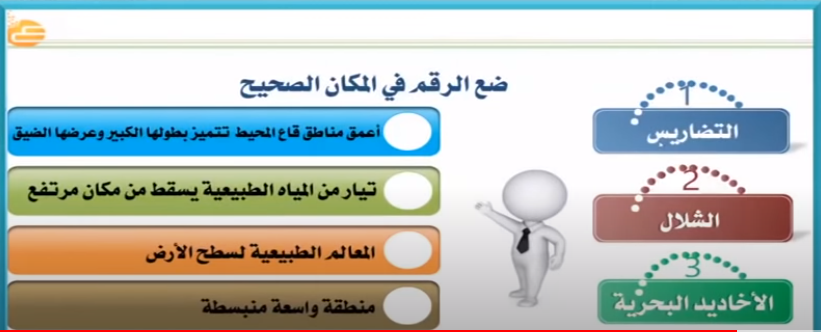 ضع الرقم في المكان الصحيح
1
التضاريس
2
الشلال
3
الأخاديد البحرية
أعمق مناطق قاع المحيط تتميز بطولها الكبير وعرضها الضيق
تيار من المياه الطبيعية يسقط من مكان مرتفع
المعالم الطبيعية لسطح الأرض
منطقة واسعة منبسطة